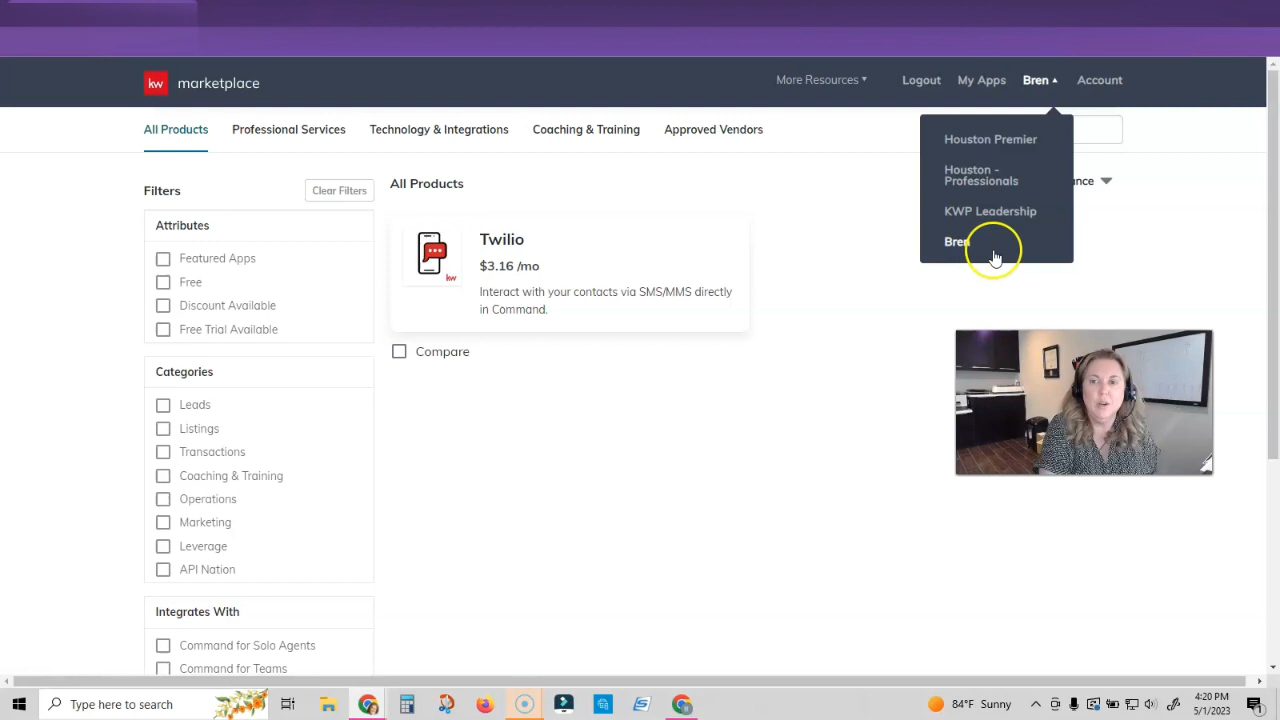 kw marketplace
More Resources Logout My Apps Bren Account
All Products Professional Services Technology & Integrations Coaching & Training Approved Vendors
Houston Premier
Houston -
Professionals
KWP Leadership
Bren
Filters Clear Filters
All Products
nce
Attributes
Featured Apps
Free
Discount Available
Free Trial Available
Twilio
$3.16 /mo
Interact with your contacts via SMS/MMS directly
in Command.
kw
Compare
Categories
Leads
Listings
Transactions
Coaching & Training
Operations
Marketing
Leverage
API Nation
Integrates With
Command for Solo Agents
Command for Teams
Type here to search
84°F Sunny
4:20 PM
5/1/2023